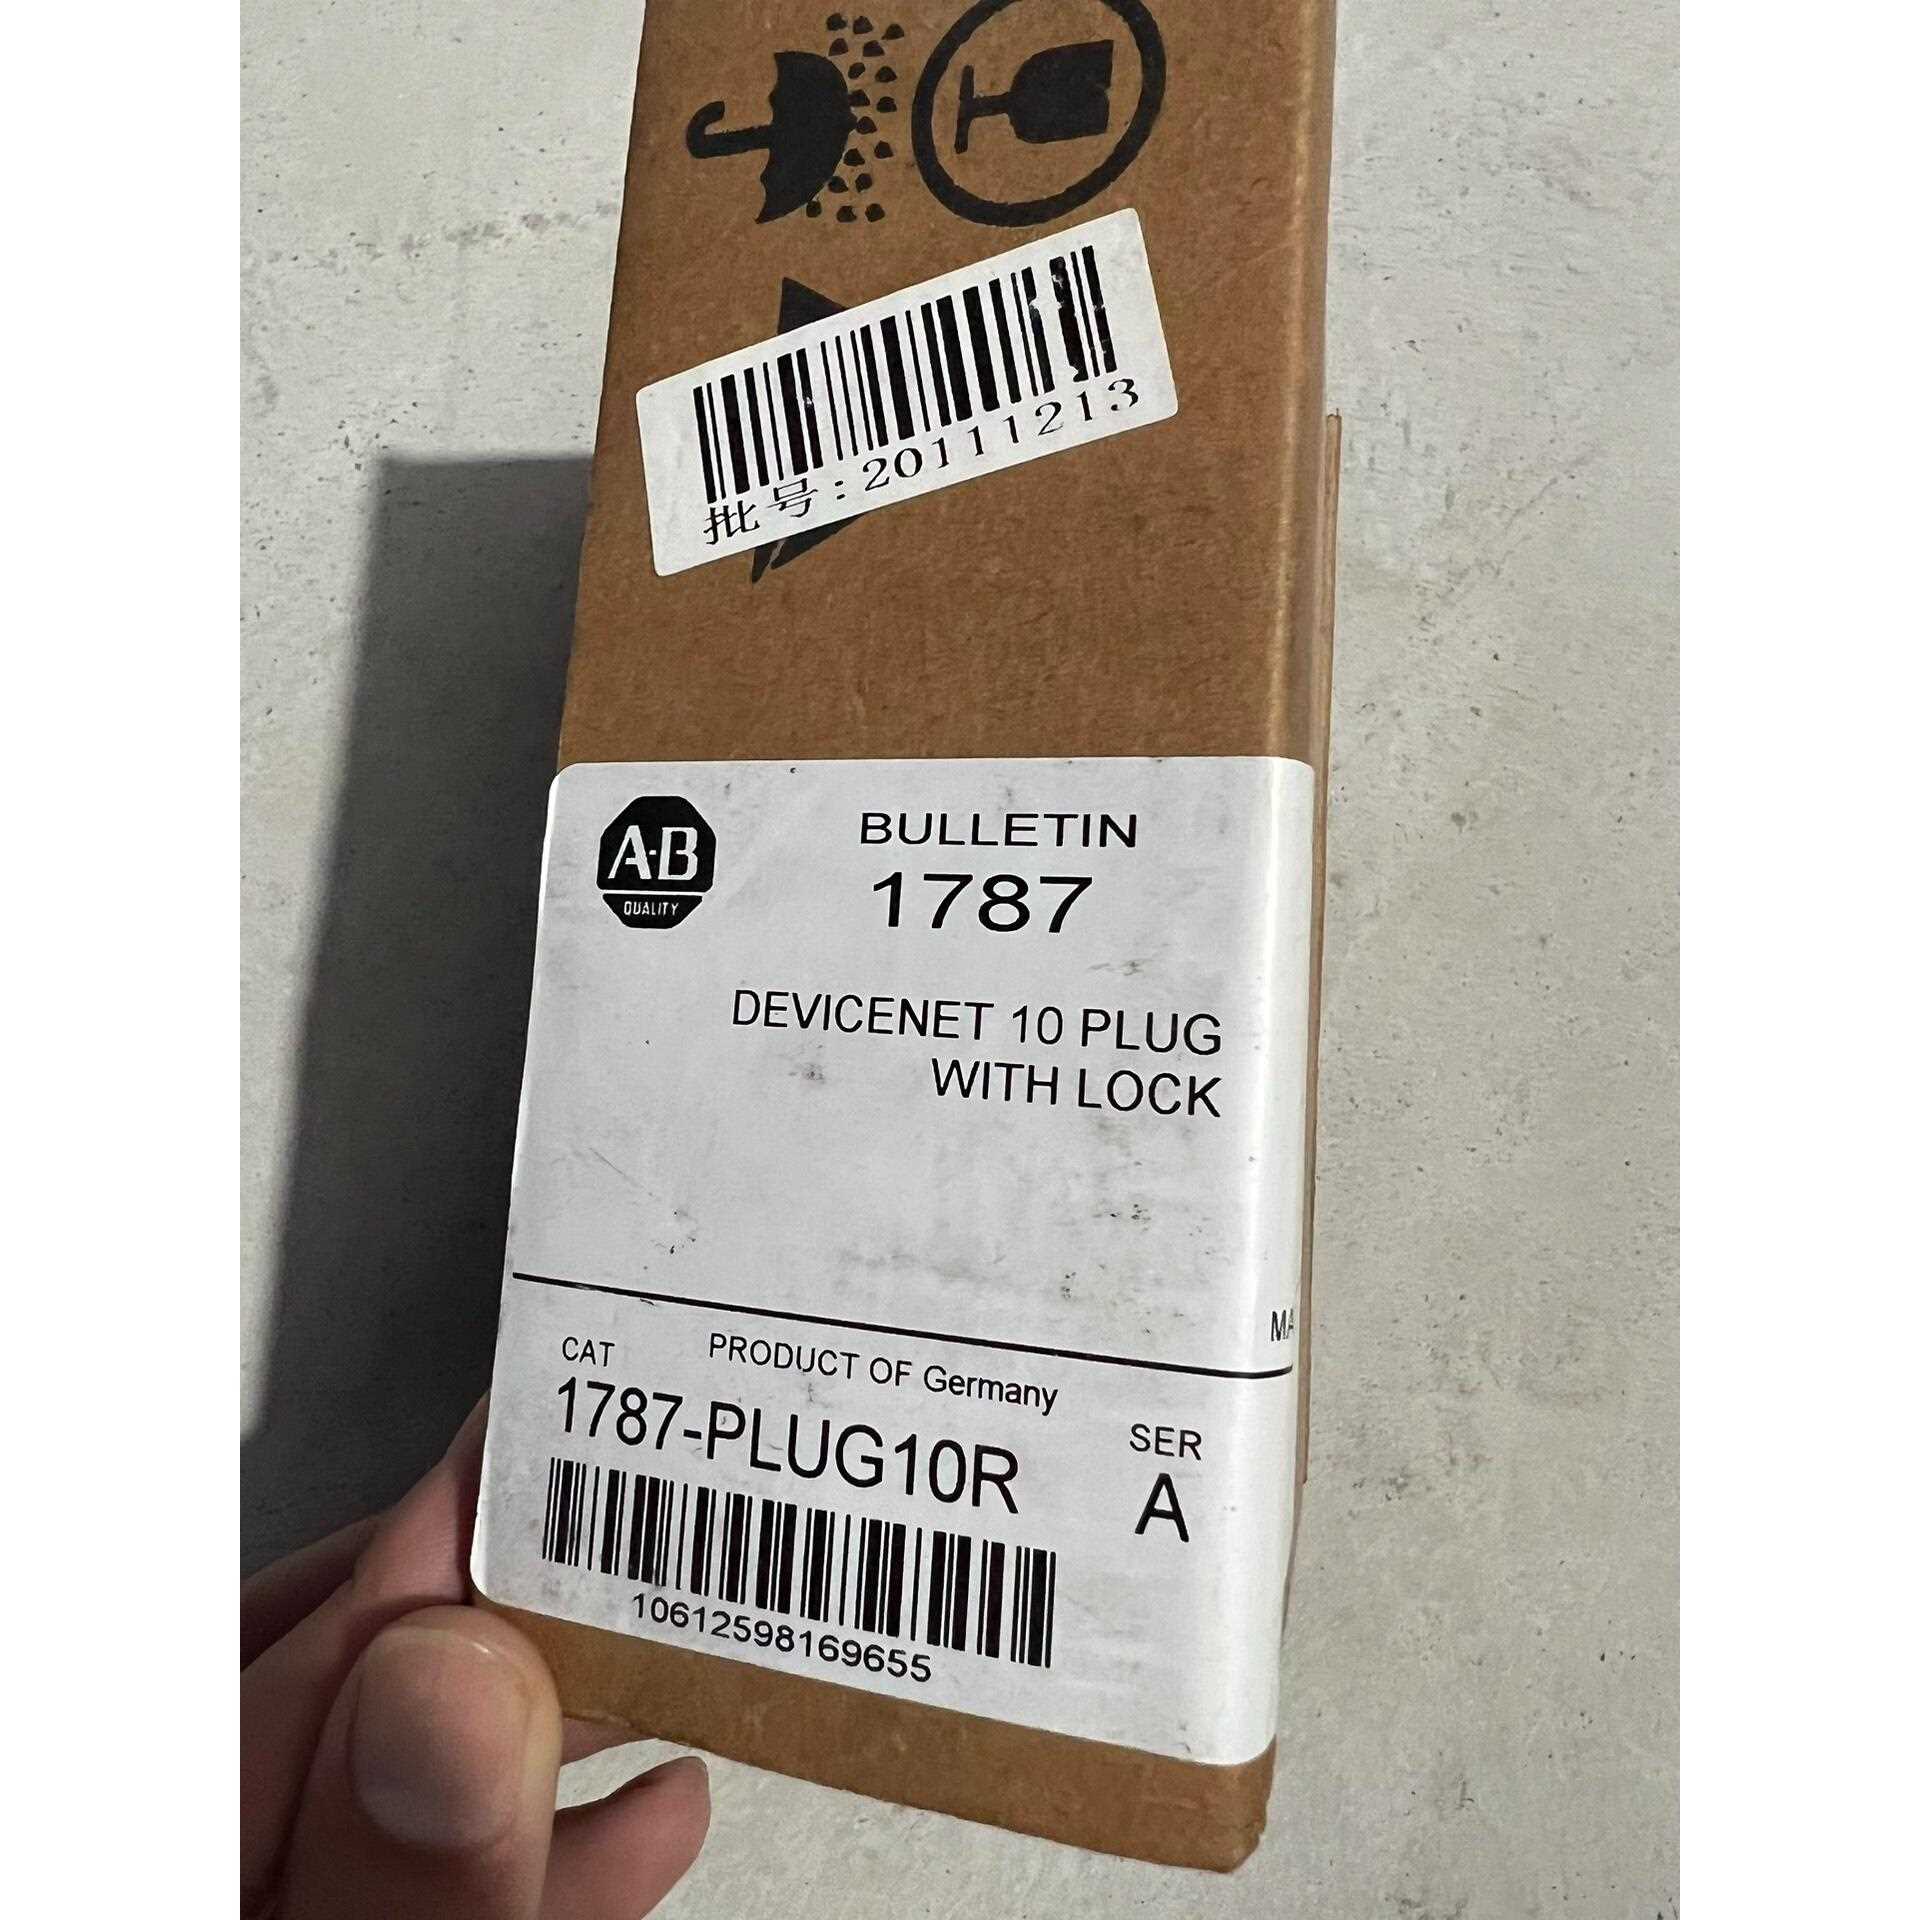 批号:20111213
A-B
QUALITY
BULLETIN
1787
DEVICENET 10 PLUG
WITH LOCK
MA
CAT
PRODUCT OF Germany
1787-PLUG10R
SER
A
10612598169655